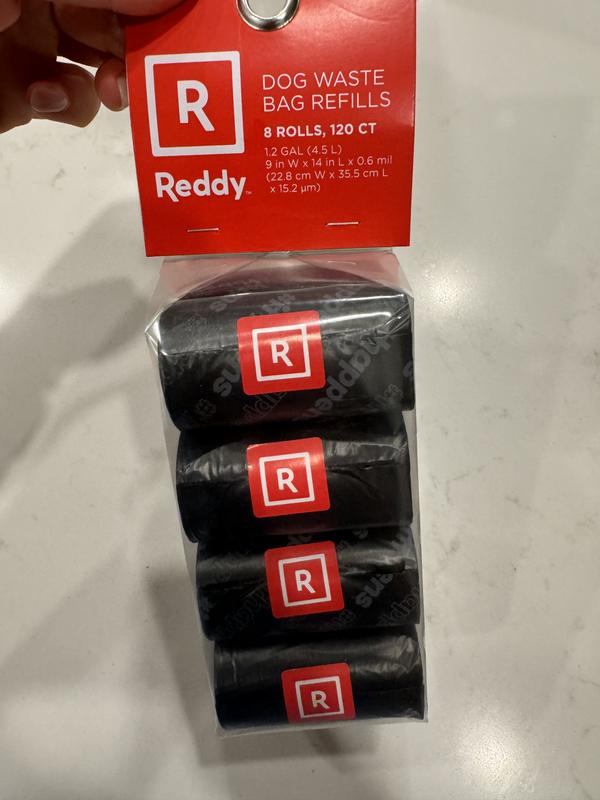 R
Reddy™
DOG WASTE
BAG REFILLS
8 ROLLS, 120 CT
1.2 GAL (4.5 L)
9 in W x 14 in L x 0.6 mil
(22.8 cm W x 35.5 cm L
x 15.2 µm)
R
R
R
R